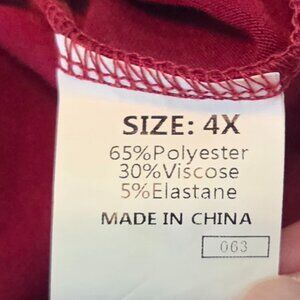 SIZE: 4X
65%Polyester
30%Viscose
5%Elastane
MADE IN CHINA
063